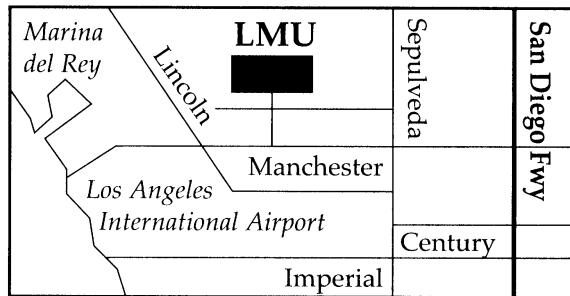 Marina
del Rey
LMU
Lincoln
Sepulveda
San Diego Fwy
Manchester
Los Angeles
International Airport
Century
Imperial